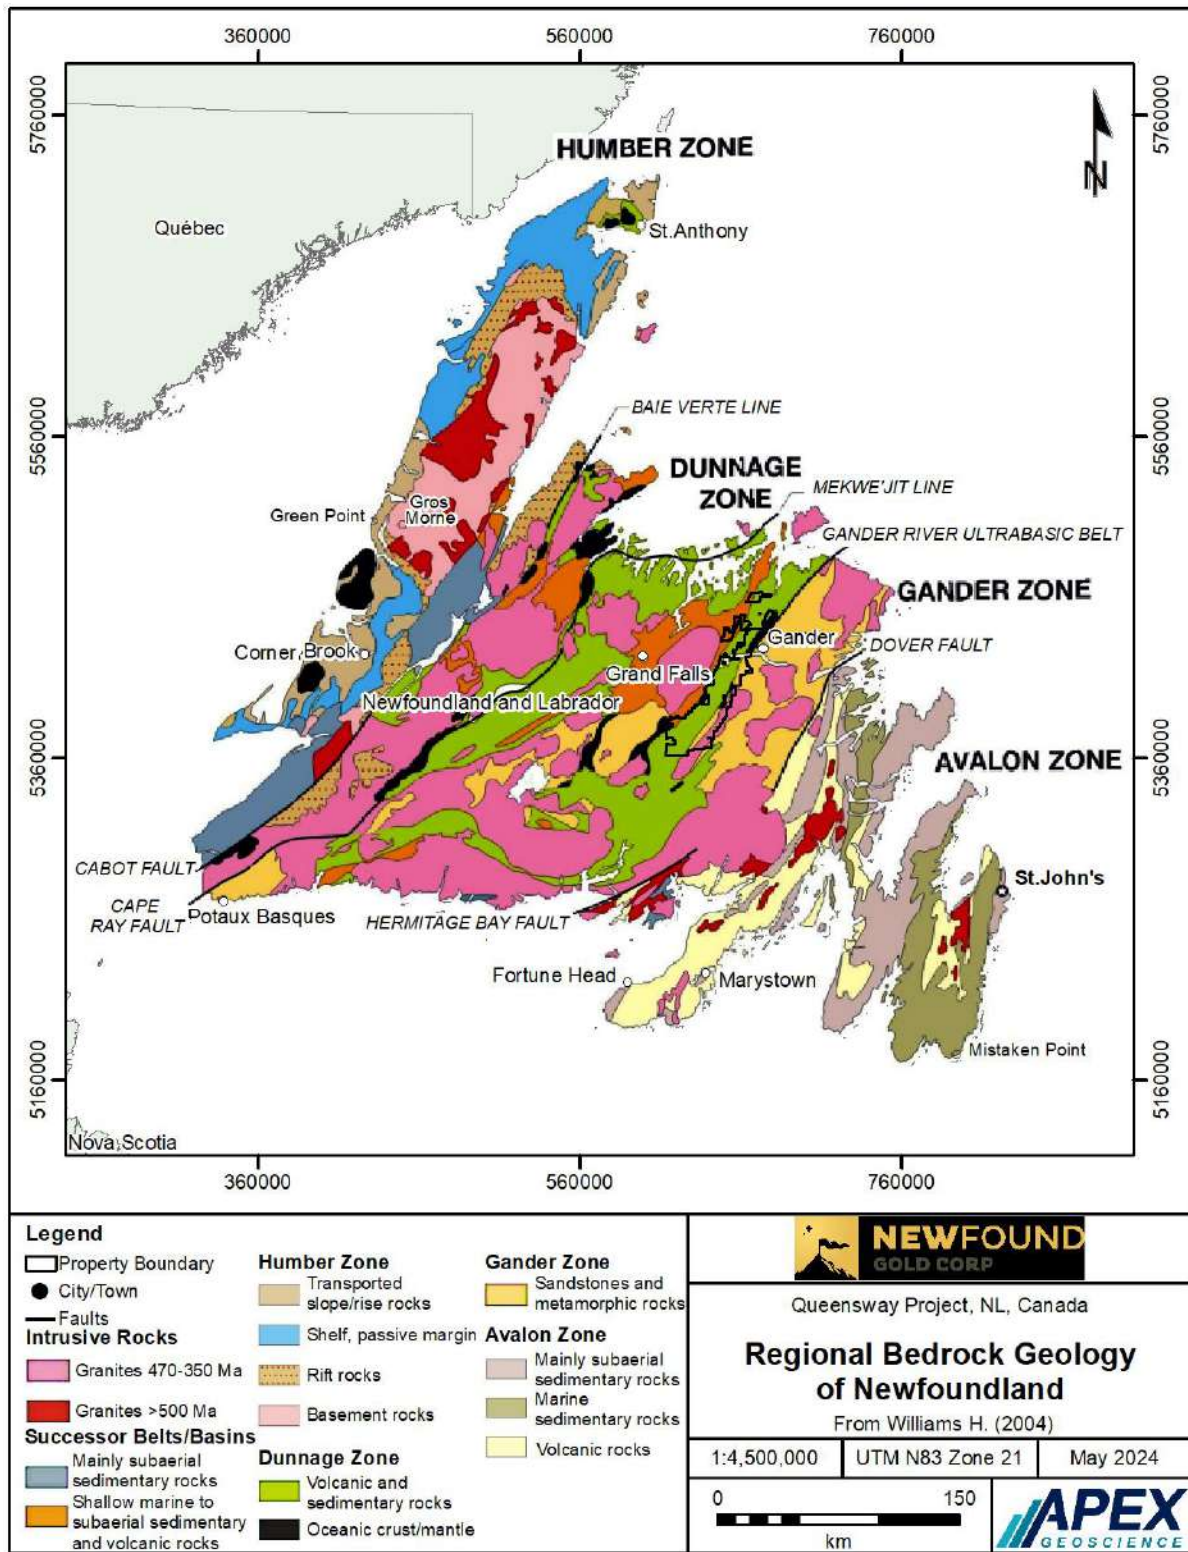 360000
560000
760000
5760000
5760000
HUMBER ZONE
N
Québec
St.Anthony
BAIE VERTE LINE
5560000
5560000
DUNNAGE
ZONE
MEKWE'JIT LINE
Green Point
Gros
Morne
GANDER RIVER ULTRABASIC BELT
GANDER ZONE
Gander
DOVER FAULT
Corner Brook
Grand Falls
Newfoundland and Labrador
5360000
5360000
AVALON ZONE
CABOT FAULT
St.John's
CAPE
RAY FAULT
Potaux Basques
HERMITAGE BAY FAULT
Fortune Head
Marystown
Mistaken Point
5160000
5160000
Nova Scotia
360000
560000
760000
Legend
Property Boundary
City/Town
Faults
Intrusive Rocks
Granites 470-350 Ma
Granites >500 Ma
Successor Belts/Basins
Mainly subaerial
sedimentary rocks
Shallow marine to
subaerial sedimentary
and volcanic rocks
Humber Zone
Transported
slope/rise rocks
Shelf, passive margin
Rift rocks
Basement rocks
Dunnage Zone
Volcanic and
sedimentary rocks
Oceanic crust/mantle
Gander Zone
Sandstones and
metamorphic rocks
Avalon Zone
Mainly subaerial
sedimentary rocks
Marine
sedimentary rocks
Volcanic rocks
NEWFOUND
GOLD CORP
Queensway Project, NL, Canada
Regional Bedrock Geology
of Newfoundland
From Williams H. (2004)
1:4,500,000
UTM N83 Zone 21
May 2024
0
150
km
APEX
GEOSCIENCE